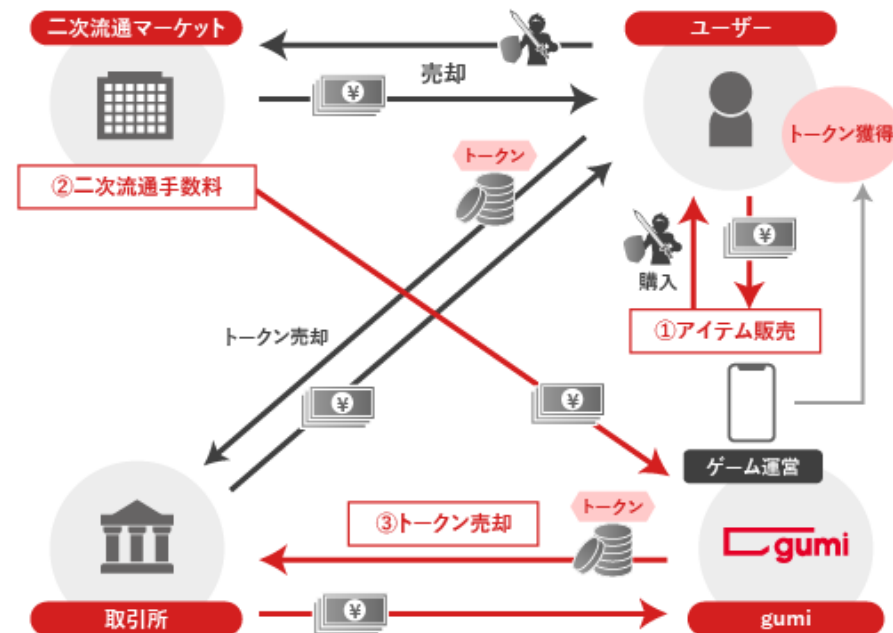 二次流通マーケット
ユーザー
売却
¥
トークン獲得
トークン
②二次流通手数料
¥
購入
①アイテム販売
トークン売却
¥
¥
ゲーム運営
トークン
③トークン売却
gumi
取引所
¥
gumi